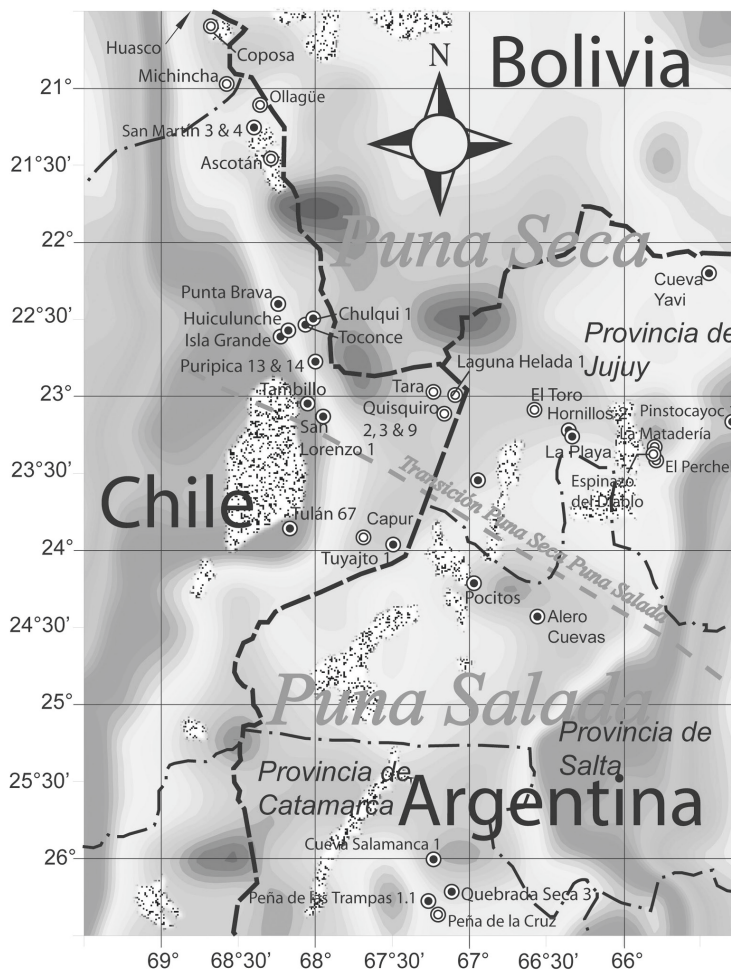 Huasco
Coposa
Bolivia
N
Michincha
21°
Ollagüe
San Martín 3 & 4
21°30’
Ascotán
Puna Seca
22°
Cueva
Yavi
Punta Brava
22°30’
Chulqui 1
Huiculunche
Toconce
Isla Grande
Provincia de
Jujuy
Laguna Helada 1
Puripica 13 & 14
23°
Tara
Tambillo
Quisquiro
2, 3 & 9
El Toro
Hornillos 2
Pinstocayoc 1
San
Lorenzo 1
La Matadería
La Playa
El Perchel
23°30’
Transición Puna Seca Puna Salada
Espinazo
del Diablo
Chile
Tulán 67
Capur
24°
Tuyajto 1
Pocitos
24°30’
Alero
Cuevas
25°
Puna Salada
Provincia de
Salta
25°30’
Provincia de
Catamarca
Argentina
Cueva Salamanca 1
26°
Quebrada Seca 3
Peña de las Trampas 1.1
Peña de la Cruz
69° 68°30’ 68° 67°30’ 67° 66°30’ 66°